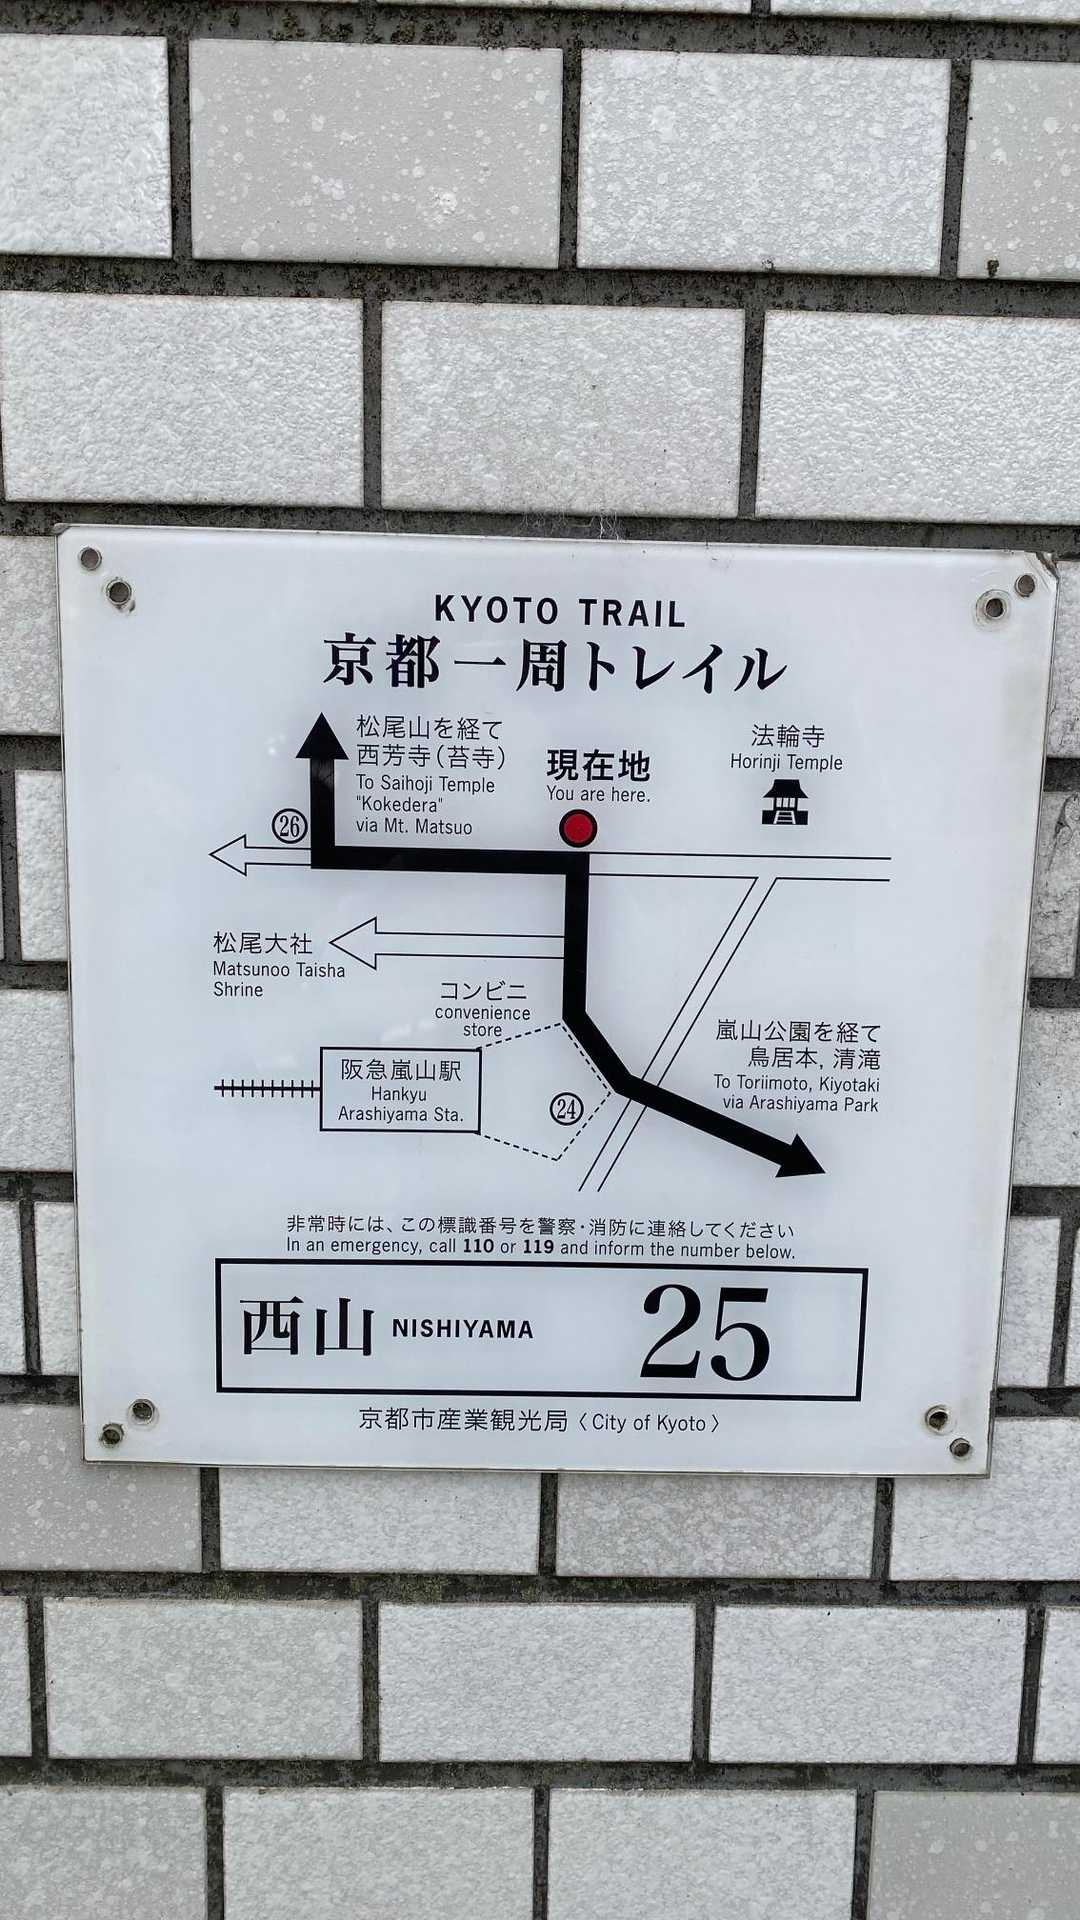 KYOTO TRAIL
京都一周トレイル
松尾山を経て
西芳寺(苔寺)
To Saihoji Temple
"Kokedera"
via Mt. Matsuo
現在地
You are here.
法輪寺
Horinji Temple
㉖
松尾大社
Matsunoo Taisha
Shrine
コンビニ
convenience
store
阪急嵐山駅
Hankyu
Arashiyama Sta.
㉔
嵐山公園を経て
鳥居本, 清滝
To Toriimoto, Kiyotaki
via Arashiyama Park
非常時には、この標識番号を警察・消防に連絡してください
In an emergency, call 110 or 119 and inform the number below.
西山 NISHIYAMA 25
京都市産業観光局〈City of Kyoto〉